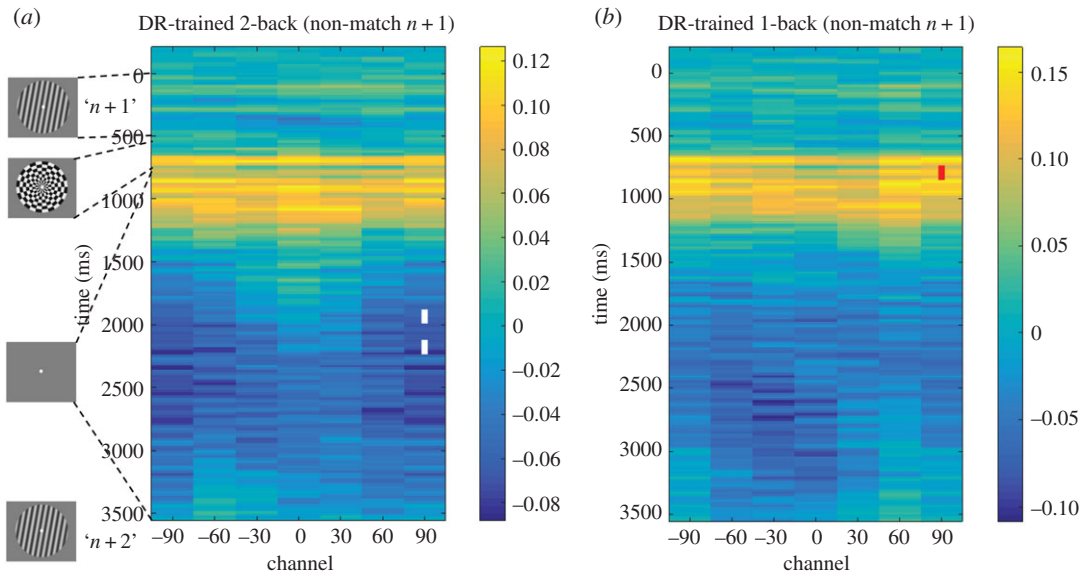 (a)
DR-trained 2-back (non-match n + 1)
'n + 1'
'n + 2'
time (ms)
0
500
1000
1500
2000
2500
3000
3500
–90 –60 –30 0 30 60 90
channel
0.12
0.10
0.08
0.06
0.04
0.02
0
–0.02
–0.04
–0.06
–0.08
(b)
DR-trained 1-back (non-match n + 1)
time (ms)
0
500
1000
1500
2000
2500
3000
3500
–90 –60 –30 0 30 60 90
channel
0.15
0.10
0.05
0
–0.05
–0.10